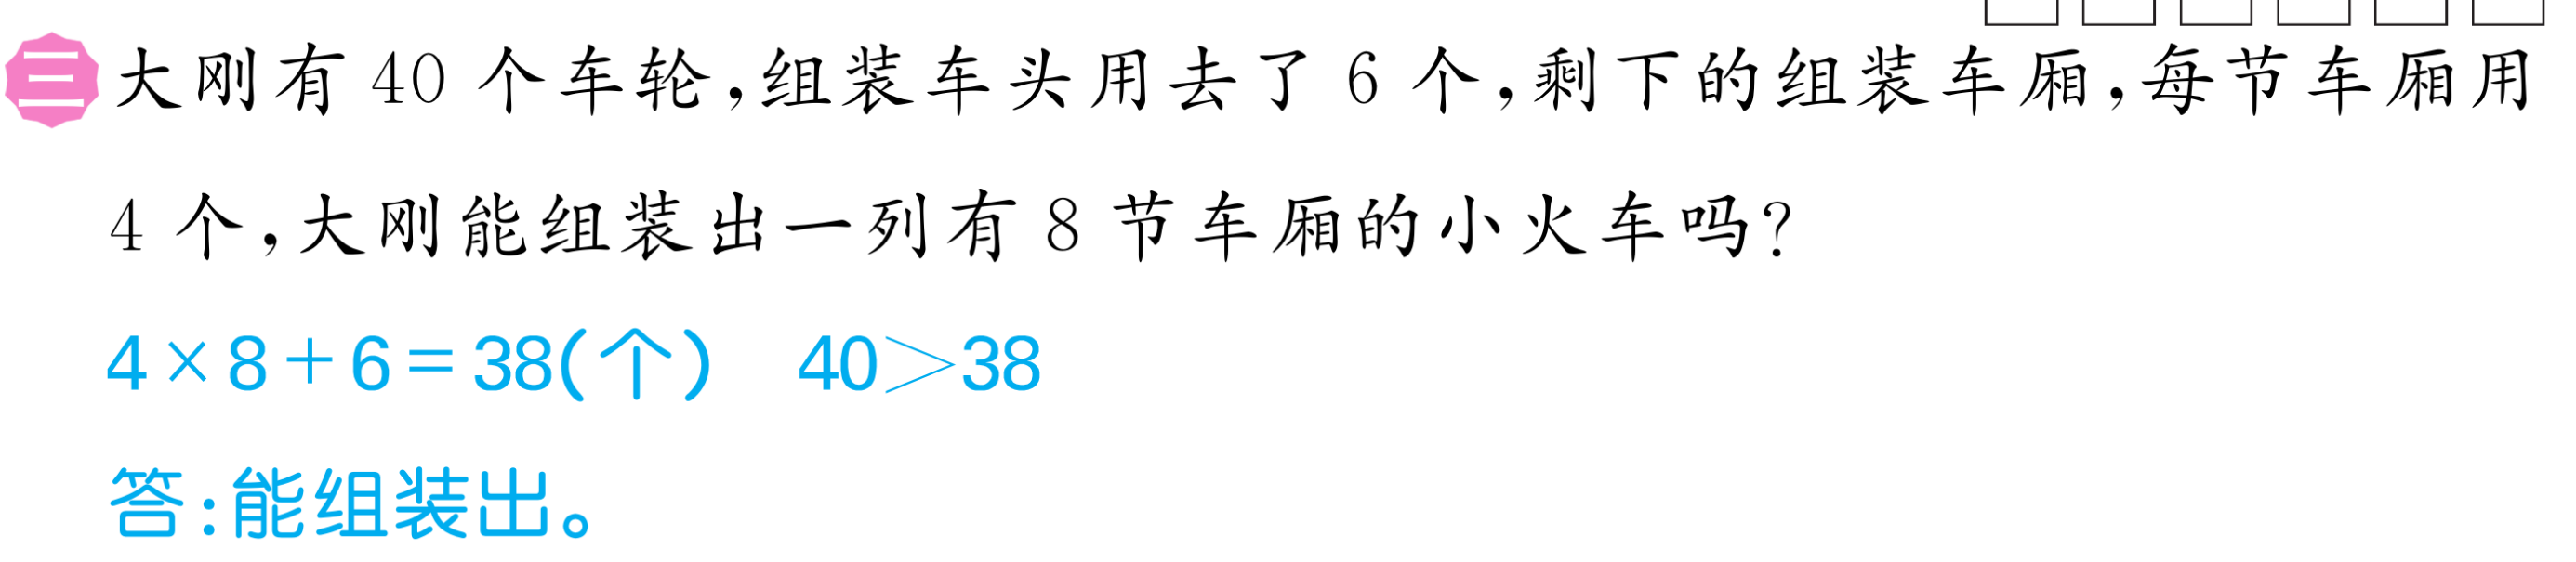 三 大刚有 40 个车轮,组装车头用去了 6 个,剩下的组装车厢,每节车厢用
4 个,大刚能组装出一列有 8 节车厢的小火车吗?
4×8+6=38(个) 40>38
答:能组装出。